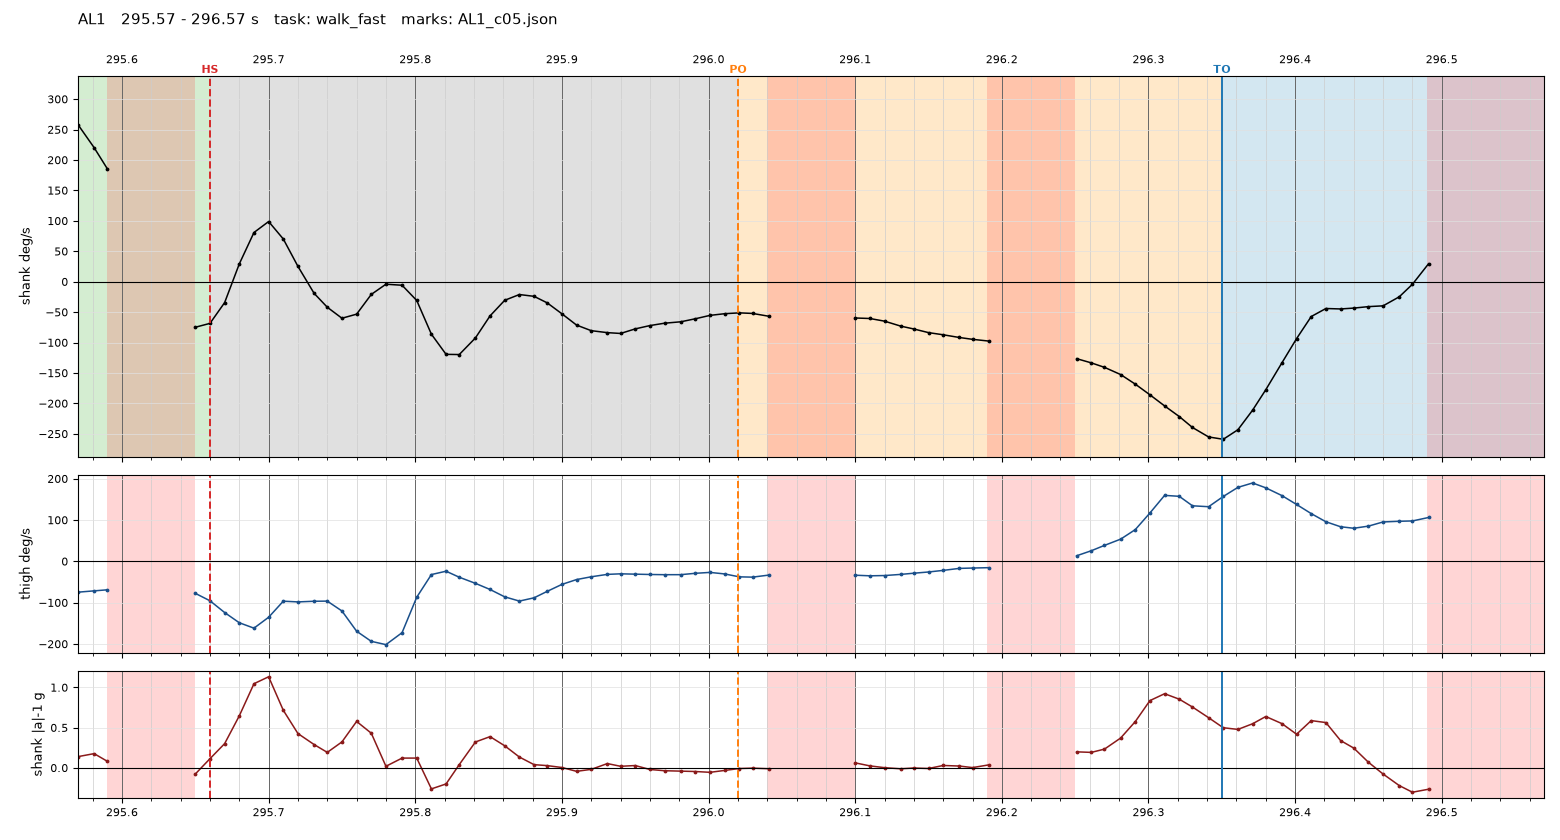 AL1 295.57 - 296.57 s task: walk_fast marks: AL1_c05.json
295.6 295.7 295.8 295.9 296.0 296.1 296.2 296.3 296.4 296.5
HS PO TO
shank deg/s
300
250
200
150
100
50
0
−50
−100
−150
−200
−250
thigh deg/s
200
100
0
−100
−200
shank |a|-1 g
1.0
0.5
0.0
295.6 295.7 295.8 295.9 296.0 296.1 296.2 296.3 296.4 296.5